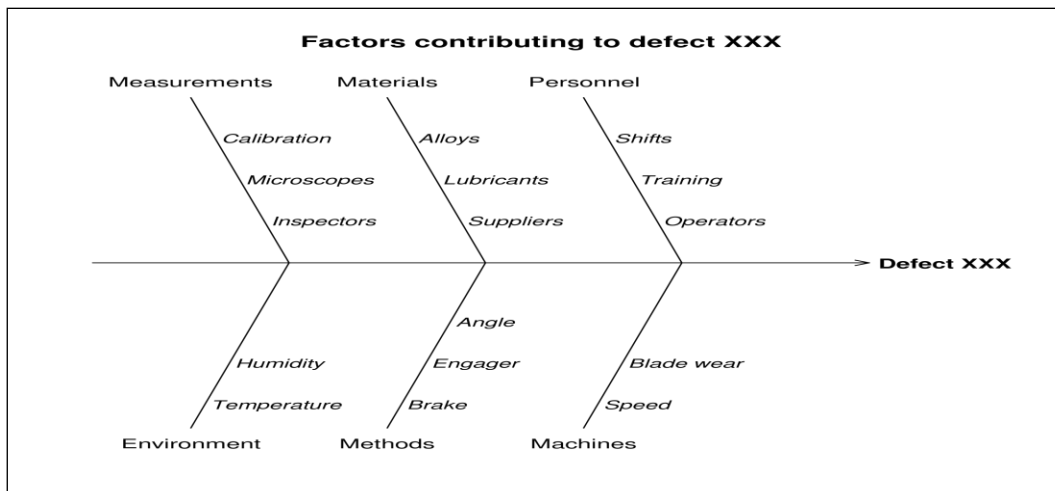 Factors contributing to defect XXX
Measurements
Materials
Personnel
Calibration
Alloys
Shifts
Microscopes
Lubricants
Training
Inspectors
Suppliers
Operators
Defect XXX
Angle
Humidity
Engager
Blade wear
Temperature
Brake
Speed
Environment
Methods
Machines